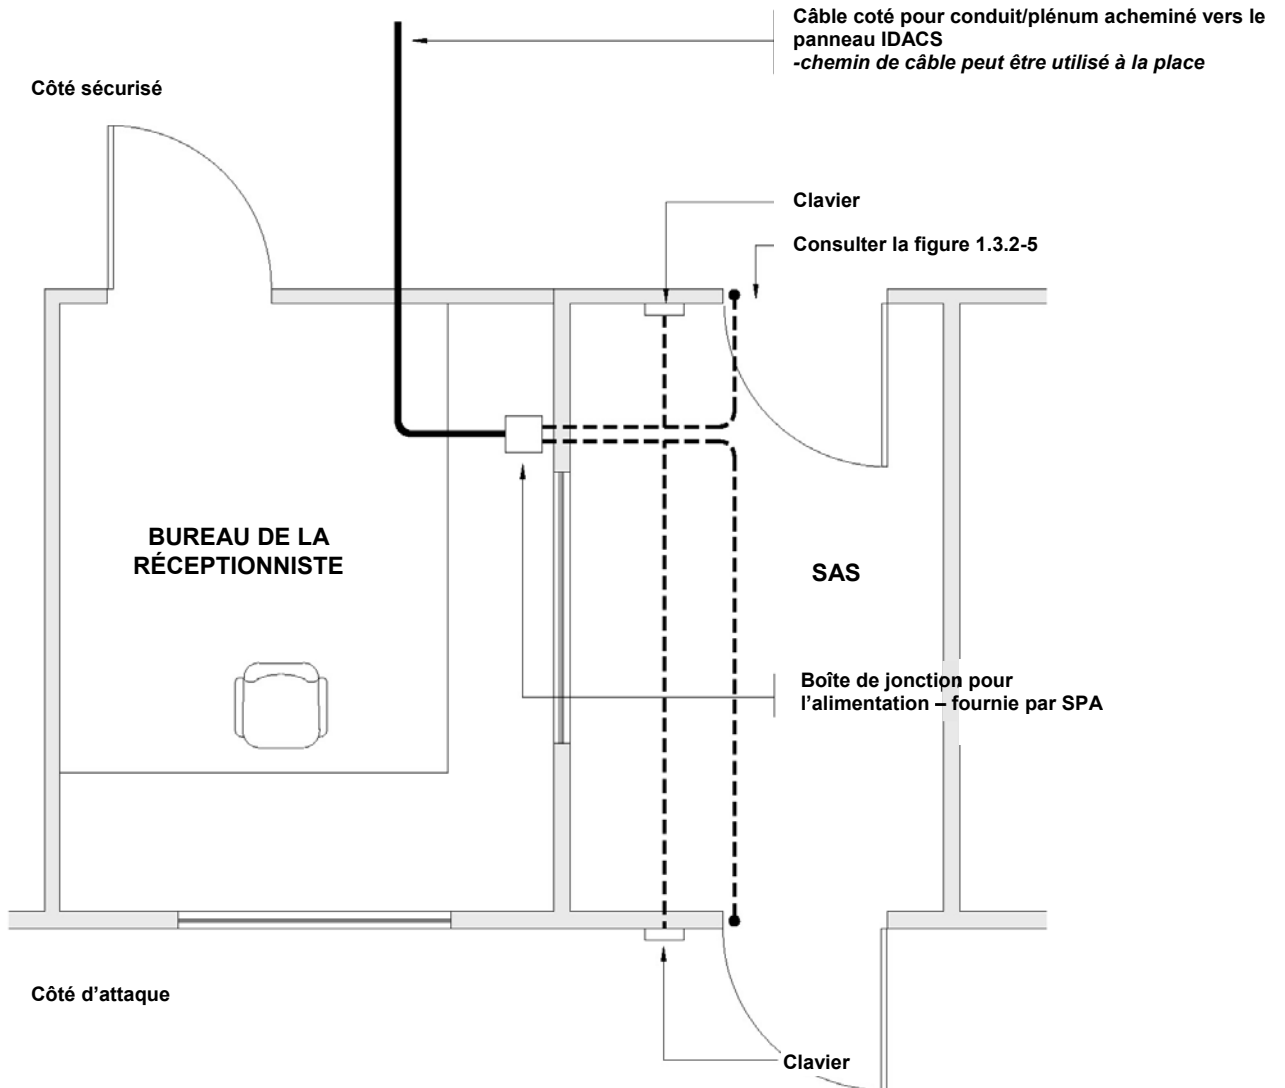 Câble coté pour conduit/plénum acheminé vers le
panneau IDACS
-chemin de câble peut être utilisé à la place
Côté sécurisé
Clavier
Consulter la figure 1.3.2-5
BUREAU DE LA
RÉCEPTIONNISTE
SAS
Boîte de jonction pour
l’alimentation – fournie par SPA
Côté d’attaque
Clavier